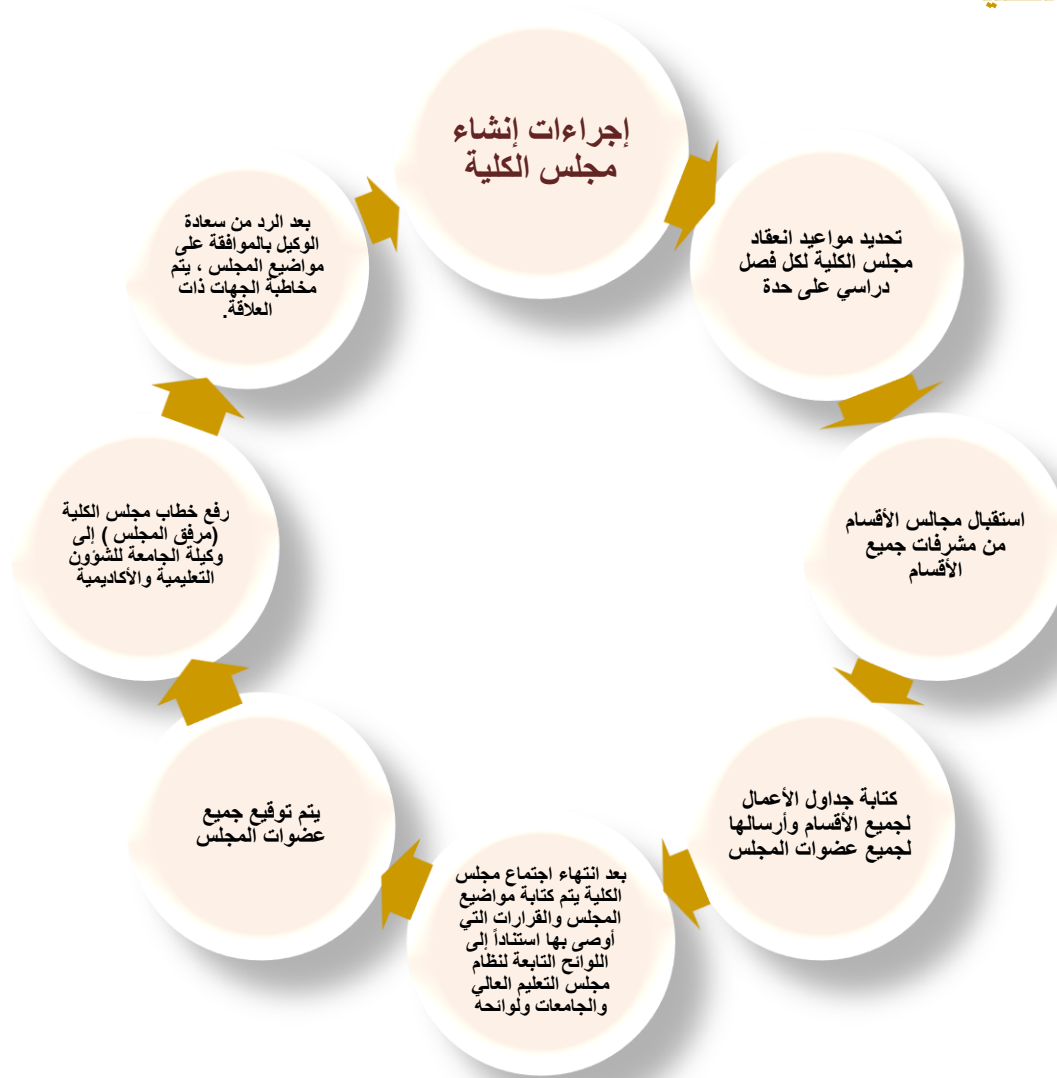 إجراءات إنشاء
مجلس الكلية
تحديد مواعيد انعقاد
مجلس الكلية لكل فصل
دراسي على حدة
استقبال مجالس الأقسام
من مشرفات جميع
الأقسام
كتابة جداول الأعمال
لجميع الأقسام وأرسالها
لجميع عضوات المجلس
بعد انتهاء اجتماع مجلس
الكلية يتم كتابة مواضيع
المجلس والقرارات التي
أوصى بها استناداً إلى
اللوائح التابعة لنظام
مجلس التعليم العالي
والجامعات ولوائحه
يتم توقيع جميع
عضوات المجلس
رفع خطاب مجلس الكلية
(مرفق المجلس ) إلى
وكيلة الجامعة للشؤون
التعليمية والأكاديمية
بعد الرد من سعادة
الوكيل بالموافقة على
مواضيع المجلس ، يتم
مخاطبة الجهات ذات
العلاقة.